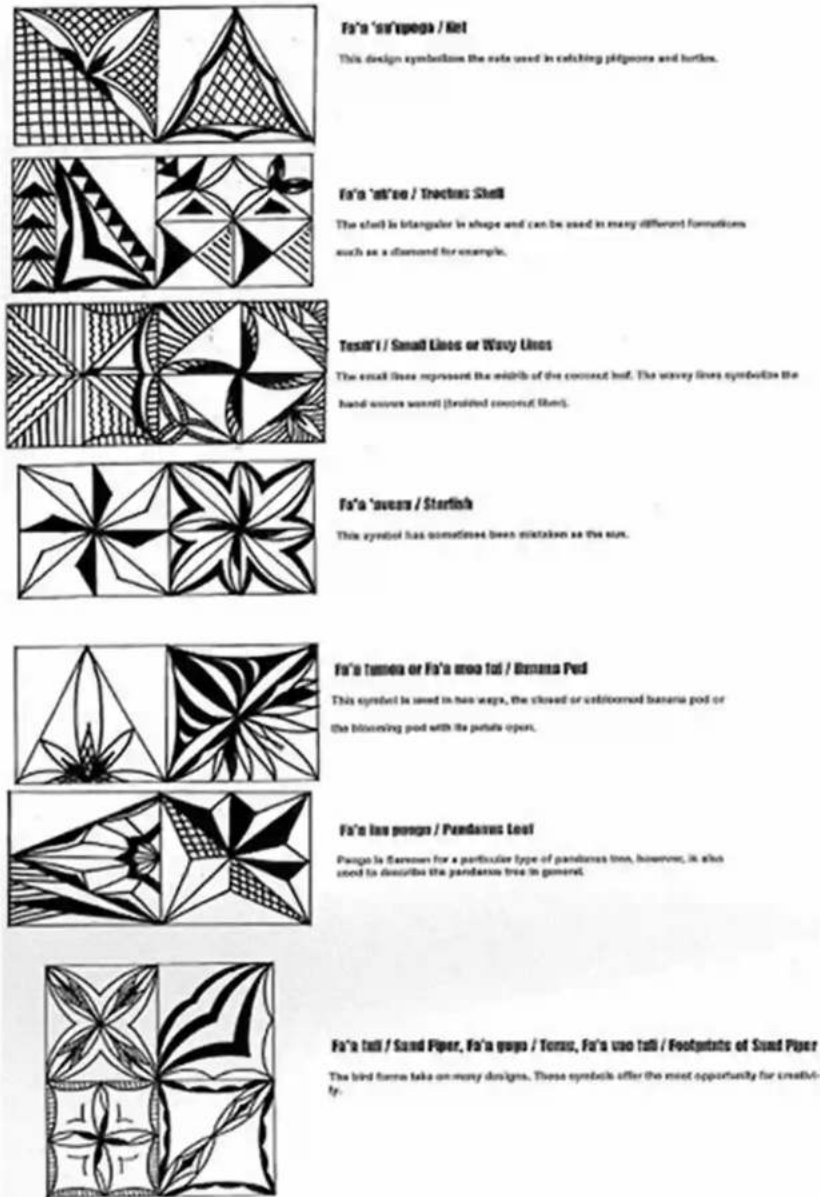 Fa'a 'au'upega / Net
This design symbolizes the nets used in catching pidgeons and turtles.
Fa'a 'ali'ao / Trochus Shell
The shell is triangular in shape and can be used in many different formations
such as a diamond for example.
Tusili'i / Small Lines or Wavy Lines
The small lines represent the midrib of the coconut leaf. The wavey lines symbolize the
hand woven (braided coconut fiber).
Fa'a 'aveau / Starfish
This symbol has sometimes been mistaken as the sun.
Fa'a tumoa or Fa'a moa fai / Banana Pod
This symbol is used in two ways, the closed or unbloomed banana pod or
the blooming pod with its petals open.
Fa'a lau paogo / Pandanus Leaf
Paogo is Samoan for a particular type of pandanus tree, however, is also
used to describe the pandanus tree in general.
Fa'a tuli / Sand Piper, Fa'a gogo / Terns, Fa'a vae tuli / Footprints of Sand Piper
The bird forms take on many designs. These symbols offer the most opportunity for creativi-
ty.